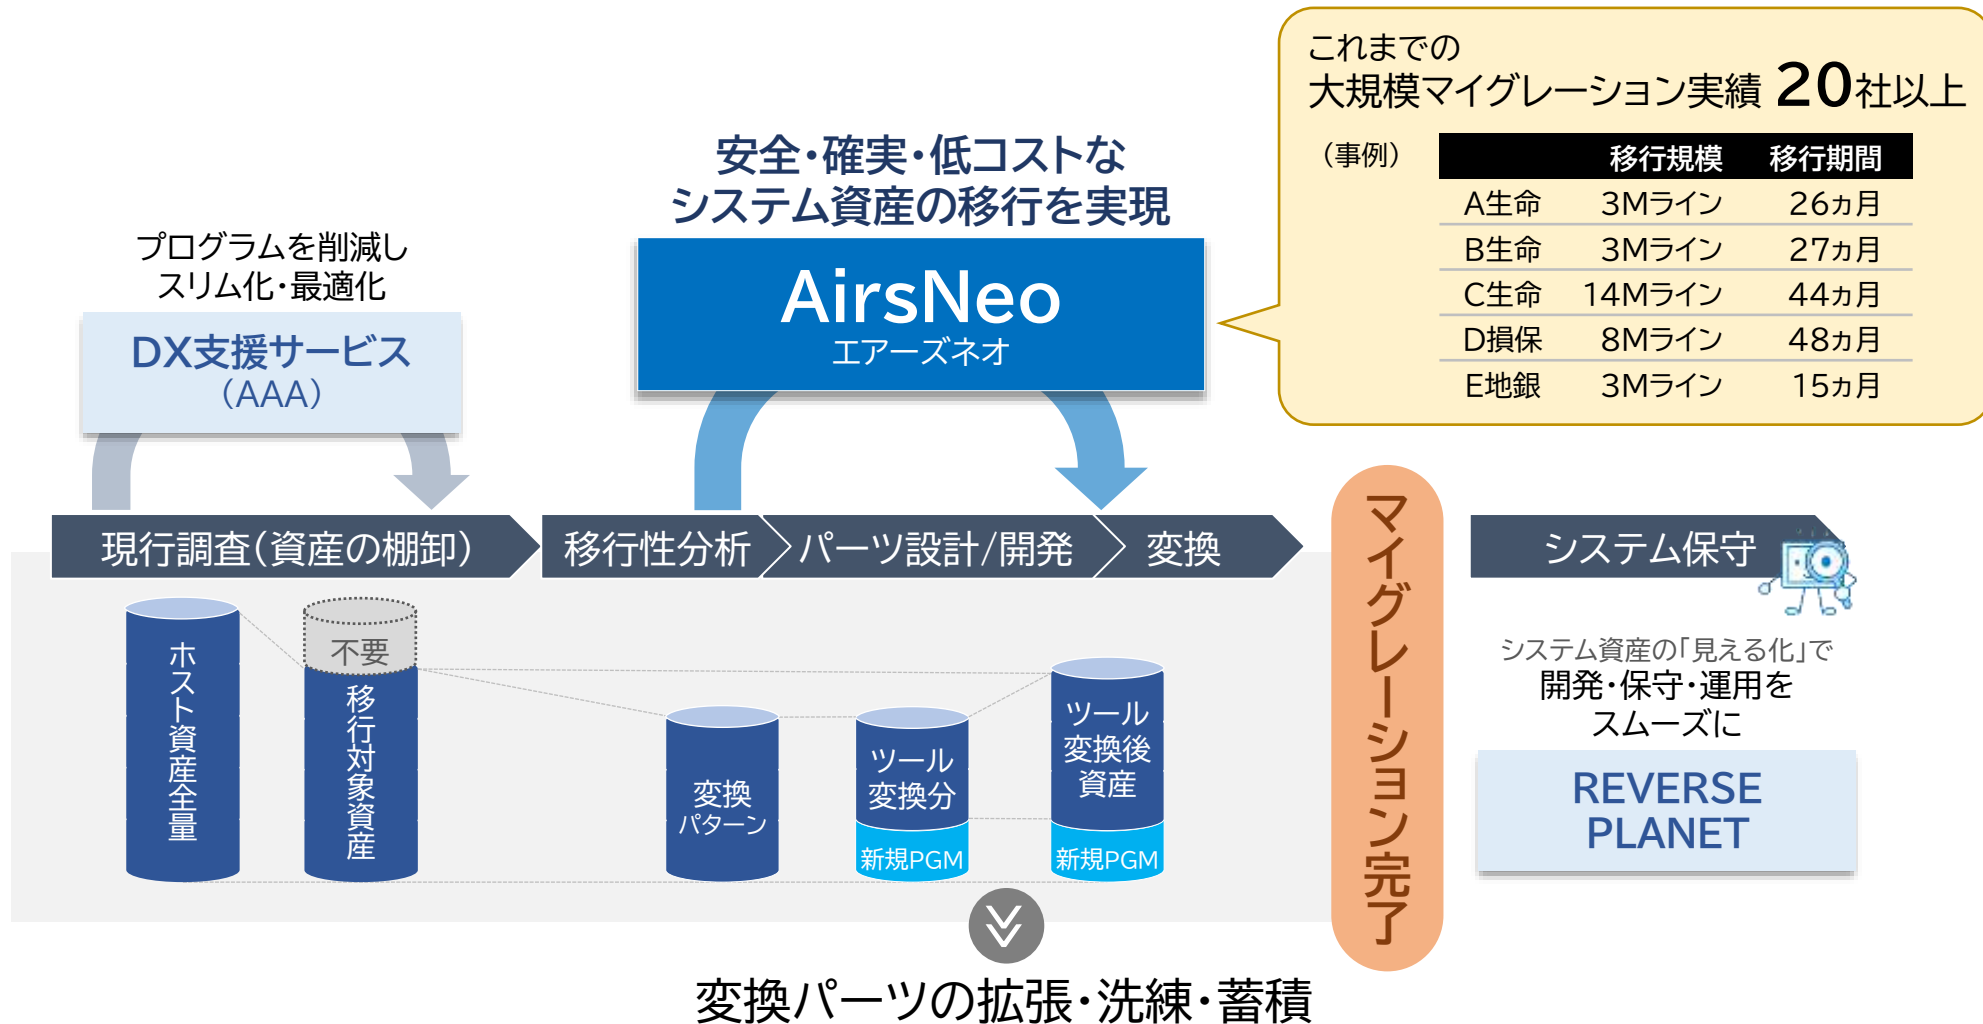 これまでの
大規模マイグレーション実績 20社以上
（事例）
移行規模 移行期間
A生命 3Mライン 26ヵ月
B生命 3Mライン 27ヵ月
C生命 14Mライン 44ヵ月
D損保 8Mライン 48ヵ月
E地銀 3Mライン 15ヵ月
安全・確実・低コストな
システム資産の移行を実現
AirsNeo
エアーズネオ
プログラムを削減し
スリム化・最適化
DX支援サービス
（AAA）
現行調査（資産の棚卸）
移行性分析
パーツ設計/開発
変換
マイグレーション完了
システム保守
ホスト資産全量
不要
移行対象資産
変換
パターン
ツール
変換分
新規PGM
ツール
変換後
資産
新規PGM
システム資産の「見える化」で
開発・保守・運用を
スムーズに
REVERSE
PLANET
変換パーツの拡張・洗練・蓄積